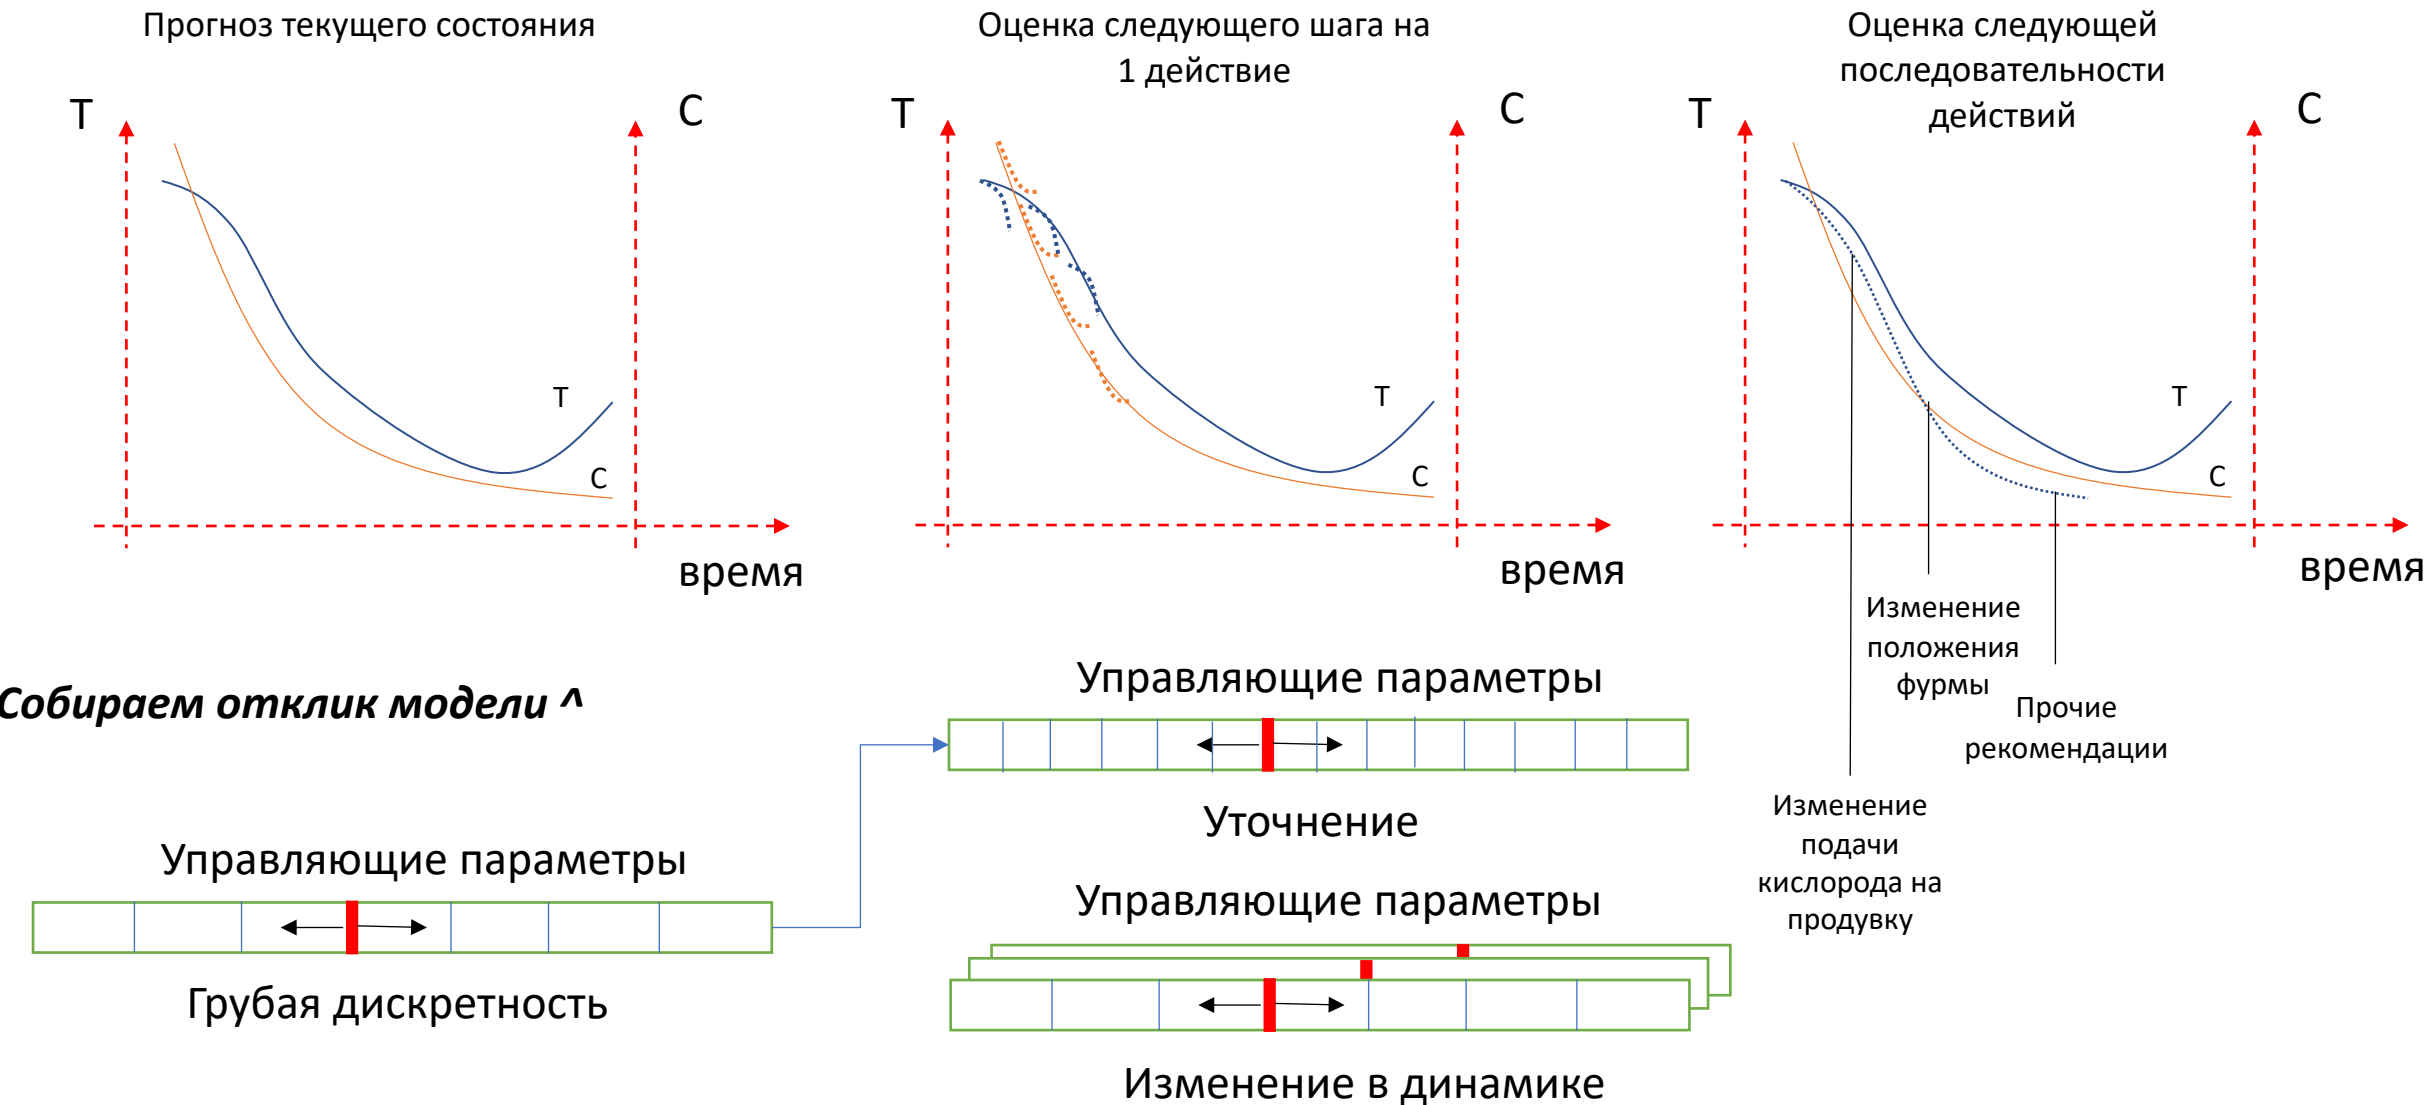 Прогноз текущего состояния
T
C
T
C
время
Оценка следующего шага на
1 действие
T
C
T
C
время
Оценка следующей
последовательности
действий
T
C
T
C
время
Изменение
положения
фурмы
Прочие
рекомендации
Изменение
подачи
кислорода на
продувку
Собираем отклик модели ^
Управляющие параметры
Грубая дискретность
Управляющие параметры
Уточнение
Управляющие параметры
Изменение в динамике